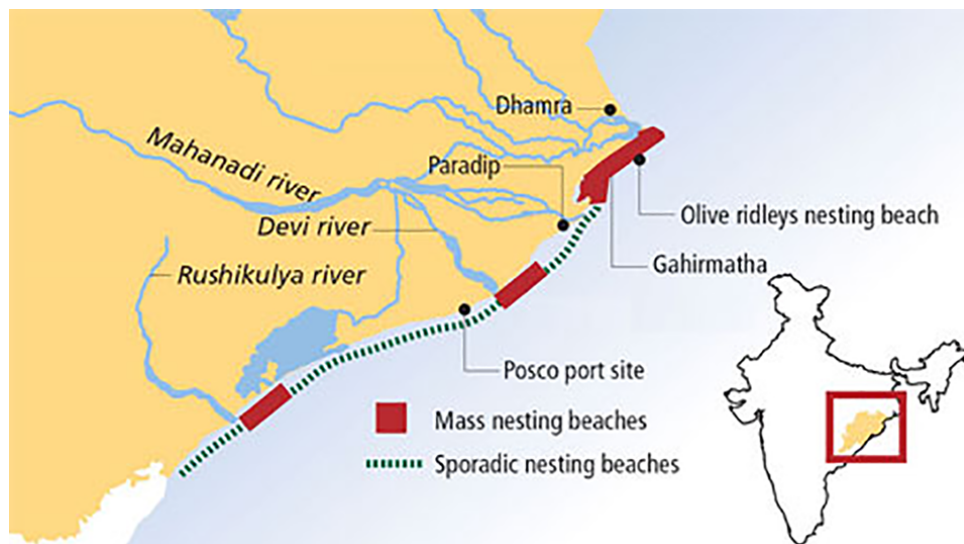 Dhamra
Mahanadi river
Paradip
Olive ridleys nesting beach
Devi river
Gahirmatha
Rushikulya river
Posco port site
Mass nesting beaches
Sporadic nesting beaches